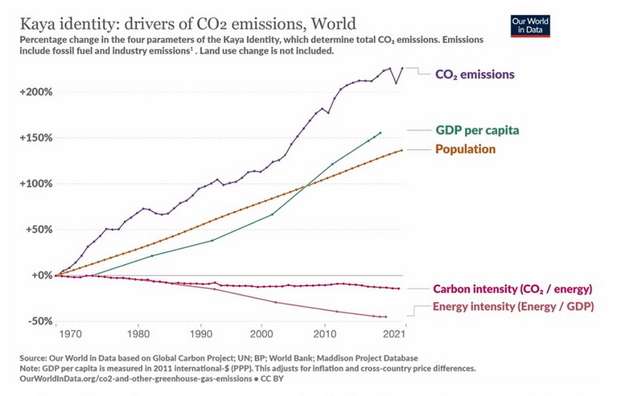 Kaya identity: drivers of CO2 emissions, World
Our World
in Data
Percentage change in the four parameters of the Kaya Identity, which determine total CO₂ emissions. Emissions
include fossil fuel and industry emissions¹ . Land use change is not included.
CO₂ emissions
+200%
+150%
GDP per capita
Population
+100%
+50%
+0%
Carbon intensity (CO₂ / energy)
Energy intensity (Energy / GDP)
-50%
1970 1980 1990 2000 2010 2021
Source: Our World in Data based on Global Carbon Project; UN; BP; World Bank; Maddison Project Database
Note: GDP per capita is measured in 2011 international-$ (PPP). This adjusts for inflation and cross-country price differences.
OurWorldInData.org/co2-and-other-greenhouse-gas-emissions • CC BY